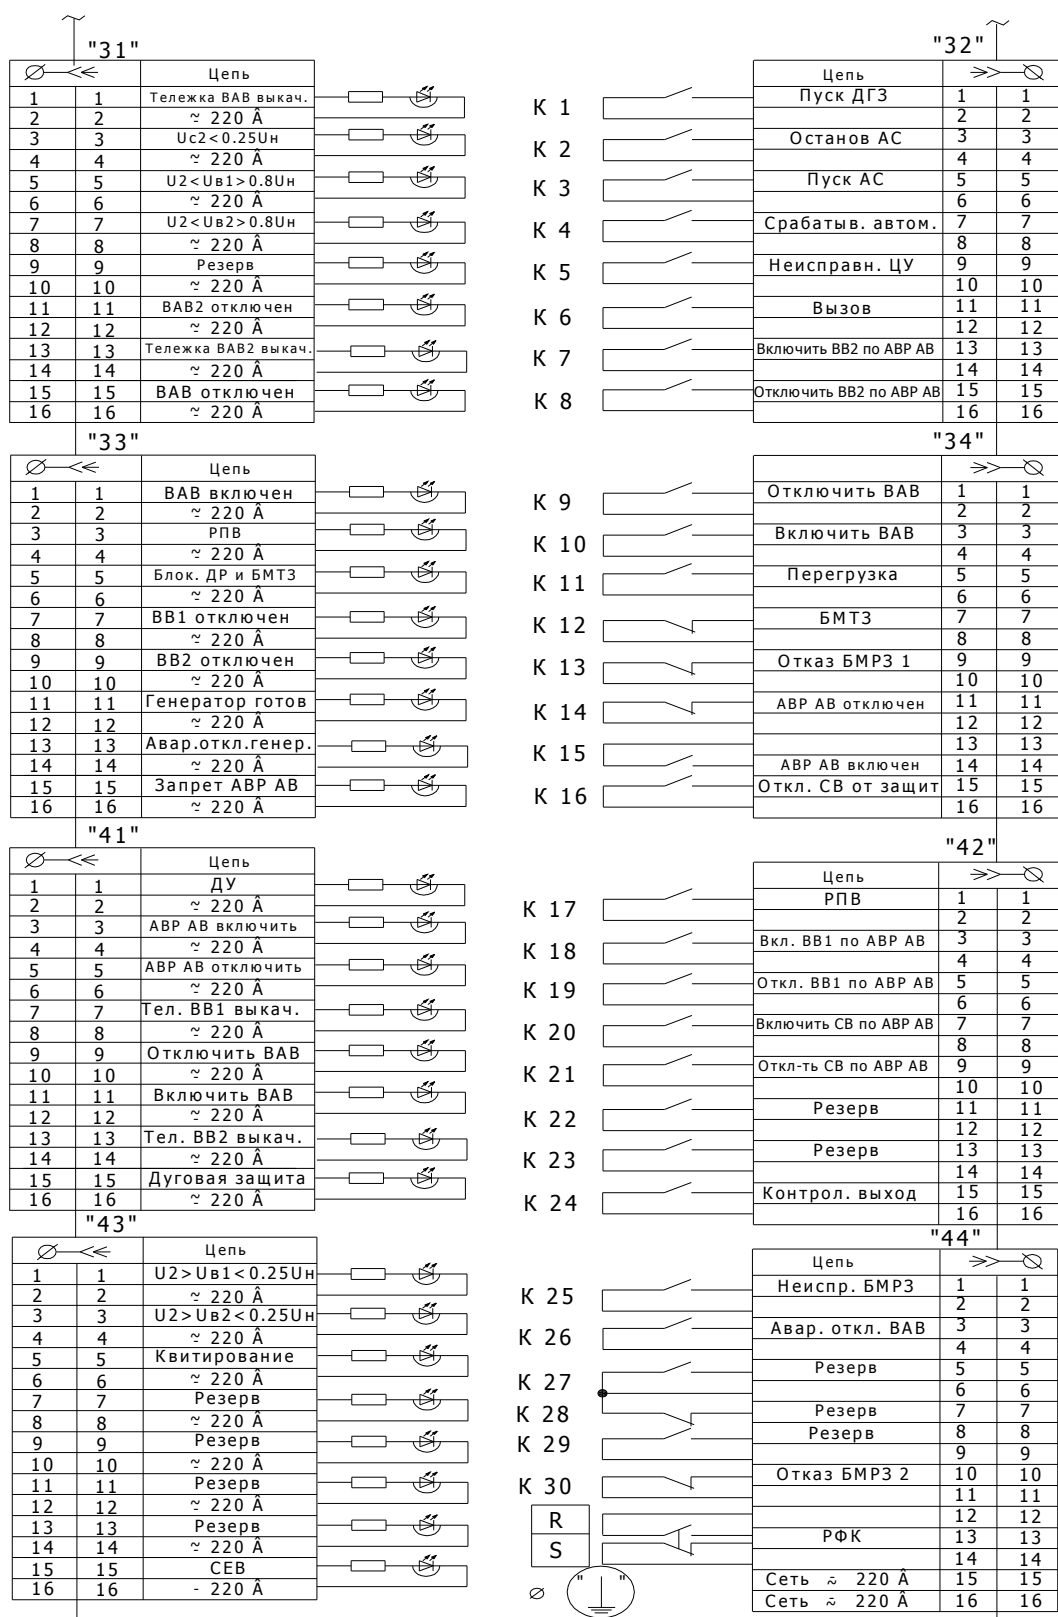 "31"
Цепь
1 1 Тележка ВАВ выкач.
2 2 ~ 220 Â
3 3 Uc2<0.25Uн
4 4 ~ 220 Â
5 5 U2<Uв1>0.8Uн
6 6 ~ 220 Â
7 7 U2<Uв2>0.8Uн
8 8 ~ 220 Â
9 9 Резерв
10 10 ~ 220 Â
11 11 ВАВ2 отключен
12 12 ~ 220 Â
13 13 Тележка ВАВ2 выкач.
14 14 ~ 220 Â
15 15 ВАВ отключен
16 16 ~ 220 Â
"32"
Цепь
К 1 Пуск ДГЗ 1 1
2 2
К 2 Останов АС 3 3
4 4
К 3 Пуск АС 5 5
6 6
К 4 Срабатыв. автом. 7 7
8 8
К 5 Неисправн. ЦУ 9 9
10 10
К 6 Вызов 11 11
12 12
К 7 Включить ВВ2 по АВР АВ 13 13
14 14
К 8 Отключить ВВ2 по АВР АВ 15 15
16 16
"33"
Цепь
1 1 ВАВ включен
2 2 ~ 220 Â
3 3 РПВ
4 4 ~ 220 Â
5 5 Блок. ДР и БМТЗ
6 6 ~ 220 Â
7 7 ВВ1 отключен
8 8 ~ 220 Â
9 9 ВВ2 отключен
10 10 ~ 220 Â
11 11 Генератор готов
12 12 ~ 220 Â
13 13 Авар.откл.генер.
14 14 ~ 220 Â
15 15 Запрет АВР АВ
16 16 ~ 220 Â
"34"
К 9 Отключить ВАВ 1 1
2 2
К 10 Включить ВАВ 3 3
4 4
К 11 Перегрузка 5 5
6 6
К 12 БМТЗ 7 7
8 8
К 13 Отказ БМРЗ 1 9 9
10 10
К 14 АВР АВ отключен 11 11
12 12
К 15 13 13
АВР АВ включен 14 14
К 16 Откл. СВ от защит 15 15
16 16
"41"
Цепь
1 1 ДУ
2 2 ~ 220 Â
3 3 АВР АВ включить
4 4 ~ 220 Â
5 5 АВР АВ отключить
6 6 ~ 220 Â
7 7 Тел. ВВ1 выкач.
8 8 ~ 220 Â
9 9 Отключить ВАВ
10 10 ~ 220 Â
11 11 Включить ВАВ
12 12 ~ 220 Â
13 13 Тел. ВВ2 выкач.
14 14 ~ 220 Â
15 15 Дуговая защита
16 16 ~ 220 Â
"42"
Цепь
К 17 РПВ 1 1
2 2
К 18 Вкл. ВВ1 по АВР АВ 3 3
4 4
К 19 Откл. ВВ1 по АВР АВ 5 5
6 6
К 20 Включить СВ по АВР АВ 7 7
8 8
К 21 Откл-ть СВ по АВР АВ 9 9
10 10
К 22 Резерв 11 11
12 12
К 23 Резерв 13 13
14 14
К 24 Контрол. выход 15 15
16 16
"43"
Цепь
1 1 U2>Uв1<0.25Uн
2 2 ~ 220 Â
3 3 U2>Uв2<0.25Uн
4 4 ~ 220 Â
5 5 Квитирование
6 6 ~ 220 Â
7 7 Резерв
8 8 ~ 220 Â
9 9 Резерв
10 10 ~ 220 Â
11 11 Резерв
12 12 ~ 220 Â
13 13 Резерв
14 14 ~ 220 Â
15 15 СЕВ
16 16 - 220 Â
"44"
Цепь
К 25 Неиспр. БМРЗ 1 1
2 2
К 26 Авар. откл. ВАВ 3 3
4 4
К 27 Резерв 5 5
6 6
К 28 Резерв 7 7
К 29 Резерв 8 8
9 9
К 30 Отказ БМРЗ 2 10 10
11 11
R 12 12
S РФК 13 13
14 14
Сеть ~ 220 Â 15 15
Сеть ~ 220 Â 16 16
" "